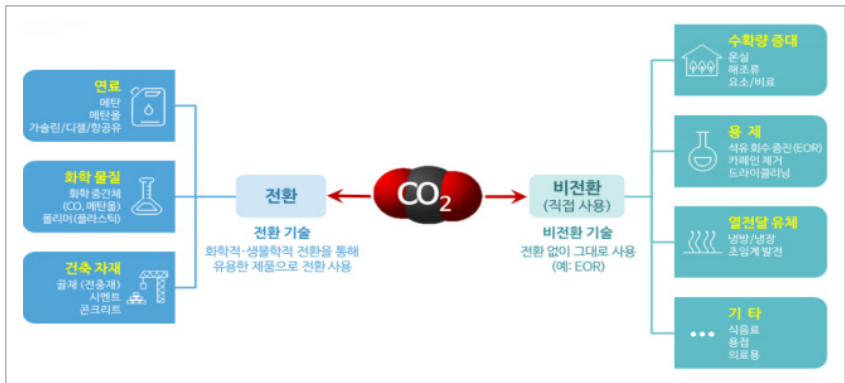 연료
메탄
메탄올
가솔린/디젤/항공유
화학 물질
화학 중간체
(CO, 메탄올)
폴리머(플라스틱)
건축 자재
골재 (전충재)
시멘트
콘크리트
전환
전환 기술
화학적·생물학적 전환을 통해
유용한 제품으로 전환 사용
CO2
비전환
(직접 사용)
비전환 기술
전환 없이 그대로 사용
(예: EOR)
수확량 증대
온실
해조류
요소/비료
용 제
석유 회수 증진(EOR)
카페인 제거
드라이클리닝
열전달 유체
냉방/냉장
초임계 발전
기 타
식음료
용접
의료용